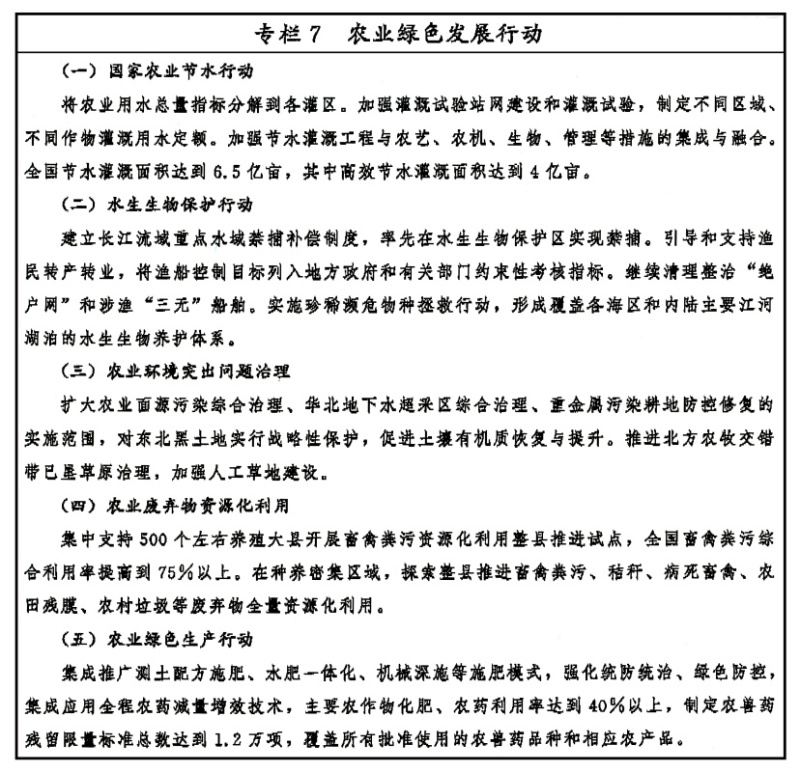 专栏7 农业绿色发展行动
（一）国家农业节水行动
将农业用水总量指标分解到各灌区。加强灌溉试验站网建设和灌溉试验，制定不同区域、
不同作物灌溉用水定额。加强节水灌溉工程与农艺、农机、生物、管理等措施的集成与融合。
全国节水灌溉面积达到6.5亿亩，其中高效节水灌溉面积达到4亿亩。
（二）水生生物保护行动
建立长江流域重点水域禁捕补偿制度，率先在水生生物保护区实现禁捕。引导和支持渔
民转产转业，将渔船控制目标列入地方政府和有关部门约束性考核指标。继续清理整治“绝
户网”和涉渔“三无”船舶。实施珍稀濒危物种拯救行动，形成覆盖各海区和内陆主要江河
湖泊的水生生物养护体系。
（三）农业环境突出问题治理
扩大农业面源污染综合治理、华北地下水超采区综合治理、重金属污染耕地防控修复的
实施范围，对东北黑土地实行战略性保护，促进土壤有机质恢复与提升。推进北方农牧交错
带已垦草原治理，加强人工草地建设。
（四）农业废弃物资源化利用
集中支持500个左右养殖大县开展畜禽粪污资源化利用整县推进试点，全国畜禽粪污综
合利用率提高到75%以上。在种养密集区域，探索整县推进畜禽粪污、秸秆、病死畜禽、农
田残膜、农村垃圾等废弃物全量资源化利用。
（五）农业绿色生产行动
集成推广测土配方施肥、水肥一体化、机械深施等施肥模式，强化统防统治、绿色防控，
集成应用全程农药减量增效技术，主要农作物化肥、农药利用率达到40%以上，制定农兽药
残留限量标准总数达到1.2万项，覆盖所有批准使用的农兽药品种和相应农产品。